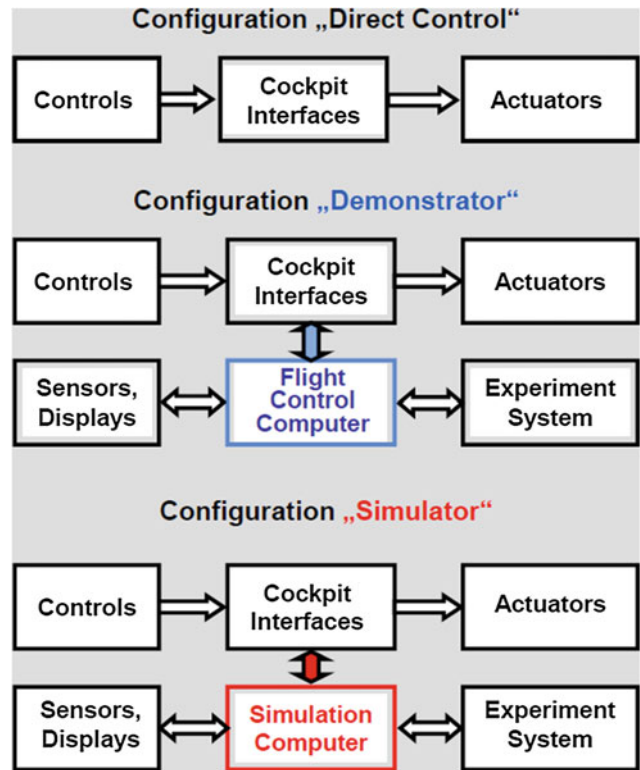 Configuration „Direct Control“
Controls
Cockpit
Interfaces
Actuators
Configuration „Demonstrator“
Controls
Cockpit
Interfaces
Actuators
Sensors,
Displays
Flight
Control
Computer
Experiment
System
Configuration „Simulator“
Controls
Cockpit
Interfaces
Actuators
Sensors,
Displays
Simulation
Computer
Experiment
System